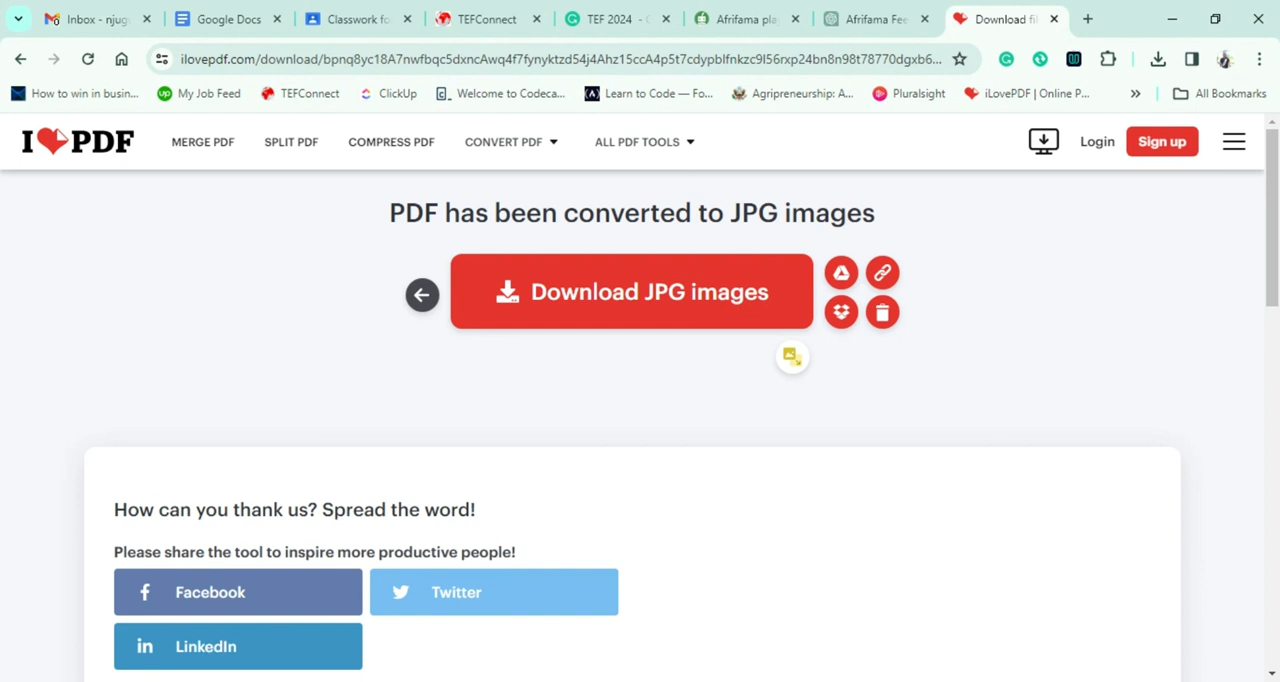 Inbox - njug
Google Docs
Classwork fo
TEFConnect
TEF 2024 - G
Afrifama pla
Afrifama Fee
Download fil
ilovepdf.com/download/bpnq8yc18A7nwfbqc5dxncAwq4f7fynyktzd54j4Ahz15ccA4p5t7cdypblfnkzc9l56rxp24bn8n98t78770dgxb6...
How to win in busin...
My Job Feed
TEFConnect
ClickUp
Welcome to Codeca...
Learn to Code — Fo...
Agripreneurship: A...
Pluralsight
iLovePDF | Online P...
All Bookmarks
I PDF
MERGE PDF
SPLIT PDF
COMPRESS PDF
CONVERT PDF
ALL PDF TOOLS
Login
Sign up
PDF has been converted to JPG images
Download JPG images
How can you thank us? Spread the word!
Please share the tool to inspire more productive people!
Facebook
Twitter
LinkedIn